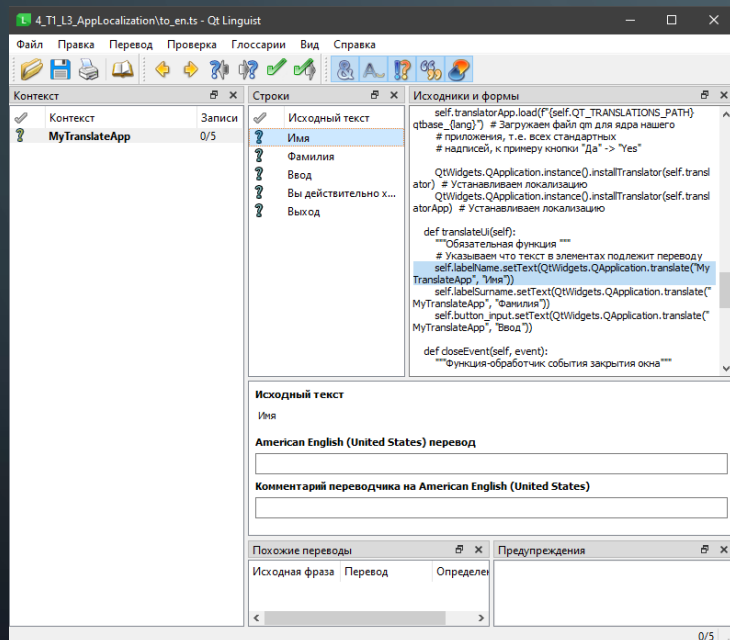 4_T1_L3_AppLocalization\to_en.ts - Qt Linguist
Файл Правка Перевод Проверка Глоссарии Вид Справка
Контекст
Контекст Записи
MyTranslateApp 0/5
Строки
Исходный текст
Имя
Фамилия
Ввод
Вы действительно х...
Выход
Исходники и формы
self.translatorApp.load(f"{self.QT_TRANSLATIONS_PATH}
qtbase_{lang}") # Загружаем файл qm для ядра нашего
# приложения, т.е. всех стандартных
# надписей, к примеру кнопки "Да" -> "Yes"
QtWidgets.QApplication.instance().installTranslator(self.transl
ator) # Устанавливаем локализацию
QtWidgets.QApplication.instance().installTranslator(self.transl
atorApp) # Устанавливаем локализацию
def translateUi(self):
"""Обязательная функция """
# Указываем что текст в элементах подлежит переводу
self.labelName.setText(QtWidgets.QApplication.translate("My
TranslateApp", "Имя"))
self.labelSurname.setText(QtWidgets.QApplication.translate("
MyTranslateApp", "Фамилия"))
self.button_input.setText(QtWidgets.QApplication.translate("
MyTranslateApp", "Ввод"))
def closeEvent(self, event):
"""Функция-обработчик события закрытия окна"""
Исходный текст
Имя
American English (United States) перевод
Комментарий переводчика на American English (United States)
Похожие переводы
Исходная фраза Перевод Определен
Предупреждения
0/5